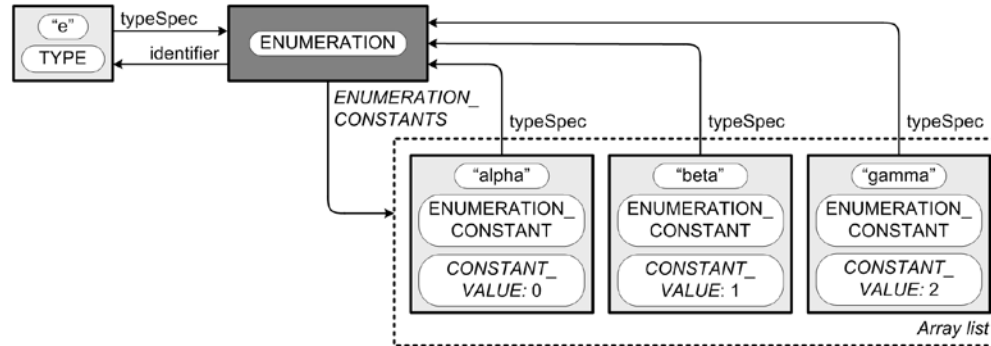 “e”
TYPE
typeSpec
identifier
ENUMERATION
ENUMERATION_
CONSTANTS
typeSpec
typeSpec
typeSpec
“alpha”
ENUMERATION_
CONSTANT
CONSTANT_
VALUE: 0
“beta”
ENUMERATION_
CONSTANT
CONSTANT_
VALUE: 1
“gamma”
ENUMERATION_
CONSTANT
CONSTANT_
VALUE: 2
Array list